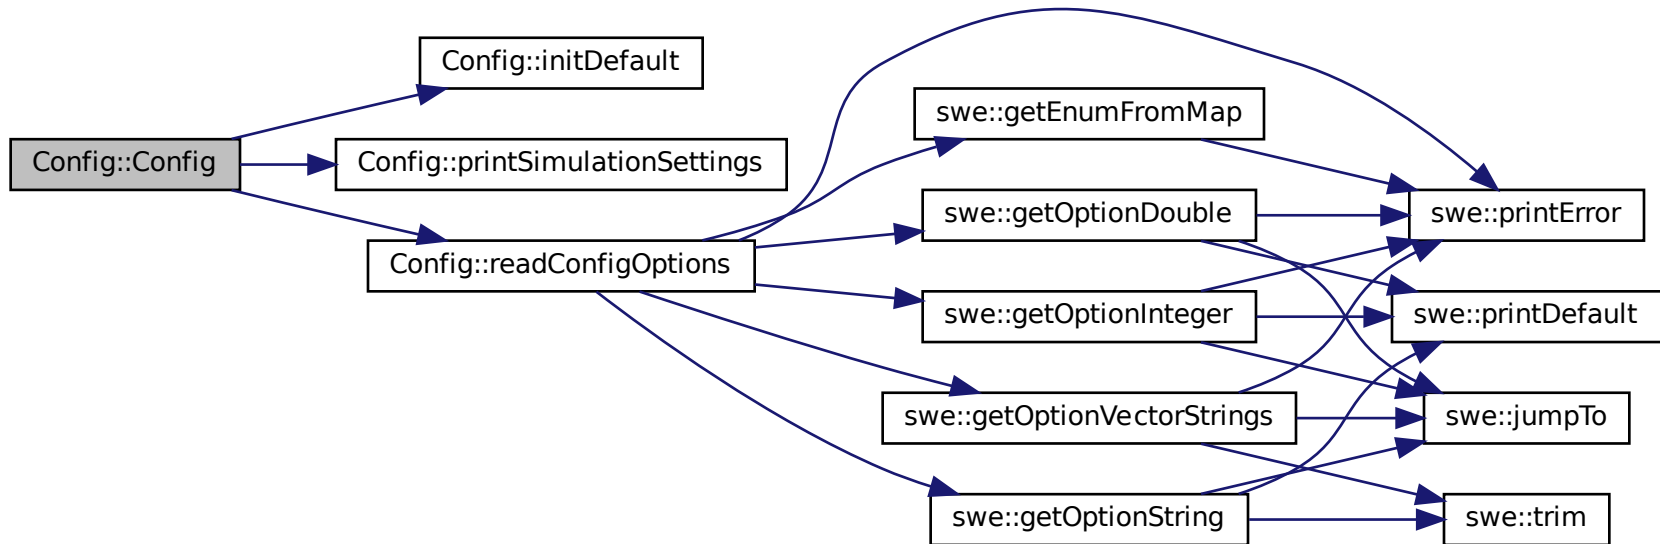 Config::Config
Config::initDefault
Config::printSimulationSettings
Config::readConfigOptions
swe::getEnumFromMap
swe::getOptionDouble
swe::getOptionInteger
swe::getOptionVectorStrings
swe::getOptionString
swe::printError
swe::printDefault
swe::jumpTo
swe::trim